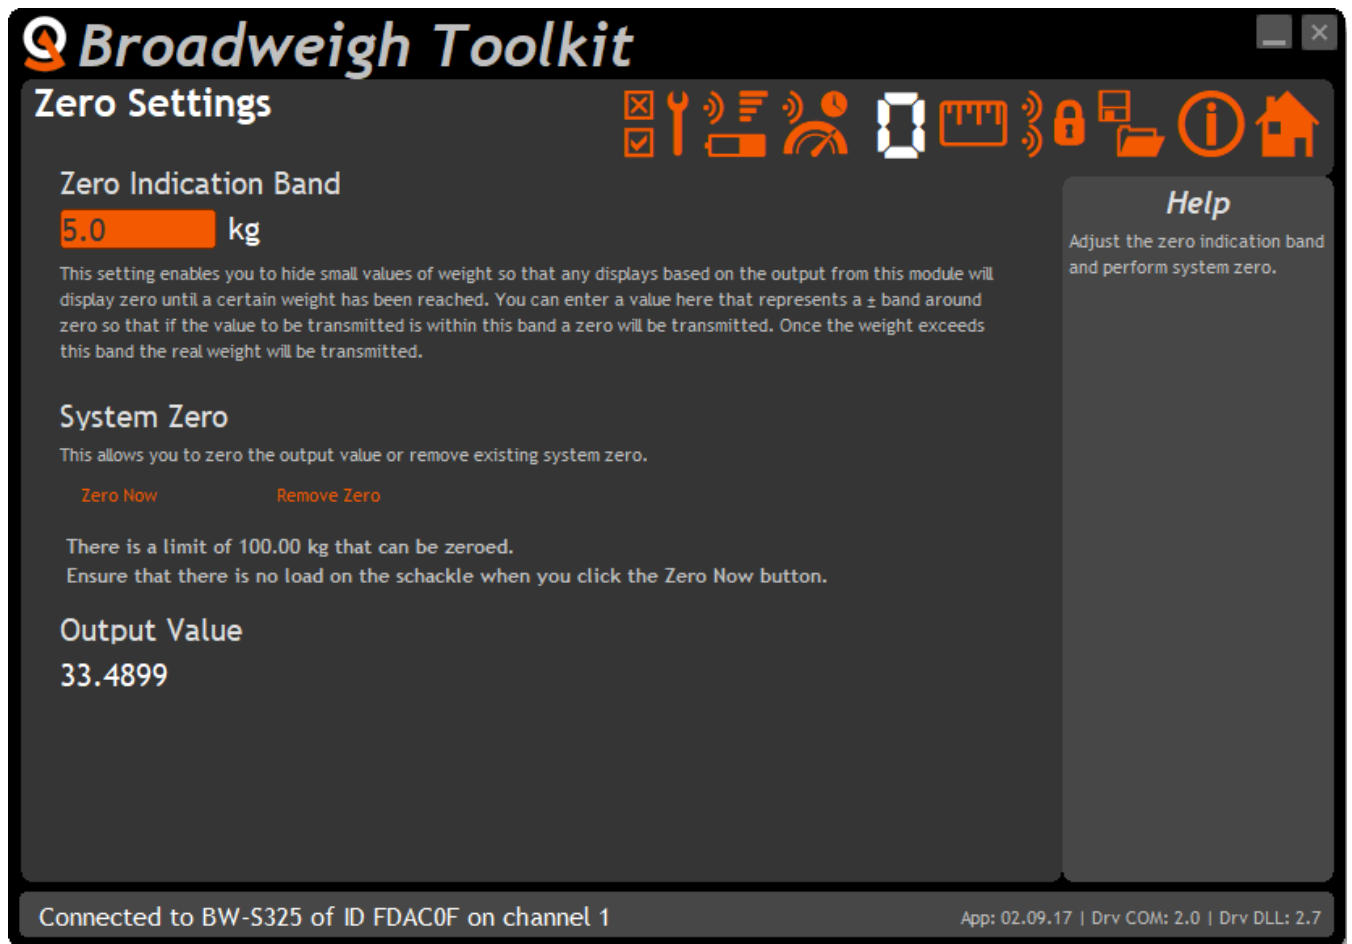 Broadweigh Toolkit
Zero Settings
Zero Indication Band
5.0 kg
This setting enables you to hide small values of weight so that any displays based on the output from this module will
display zero until a certain weight has been reached. You can enter a value here that represents a ± band around
zero so that if the value to be transmitted is within this band a zero will be transmitted. Once the weight exceeds
this band the real weight will be transmitted.
System Zero
This allows you to zero the output value or remove existing system zero.
Zero Now Remove Zero
There is a limit of 100.00 kg that can be zeroed.
Ensure that there is no load on the schackle when you click the Zero Now button.
Output Value
33.4899
Help
Adjust the zero indication band
and perform system zero.
Connected to BW-S325 of ID FDAC0F on channel 1
App: 02.09.17 | Drv COM: 2.0 | Drv DLL: 2.7